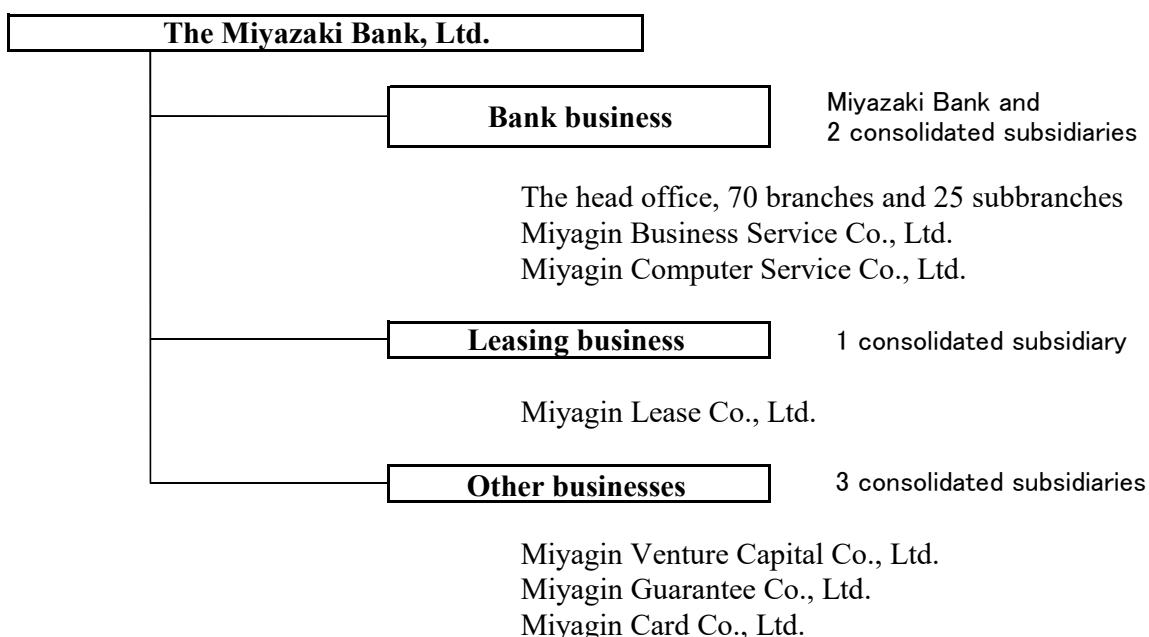 The Miyazaki Bank, Ltd.
Bank business
Miyazaki Bank and
2 consolidated subsidiaries
The head office, 70 branches and 25 subbranches
Miyagin Business Service Co., Ltd.
Miyagin Computer Service Co., Ltd.
Leasing business
1 consolidated subsidiary
Miyagin Lease Co., Ltd.
Other businesses
3 consolidated subsidiaries
Miyagin Venture Capital Co., Ltd.
Miyagin Guarantee Co., Ltd.
Miyagin Card Co., Ltd.